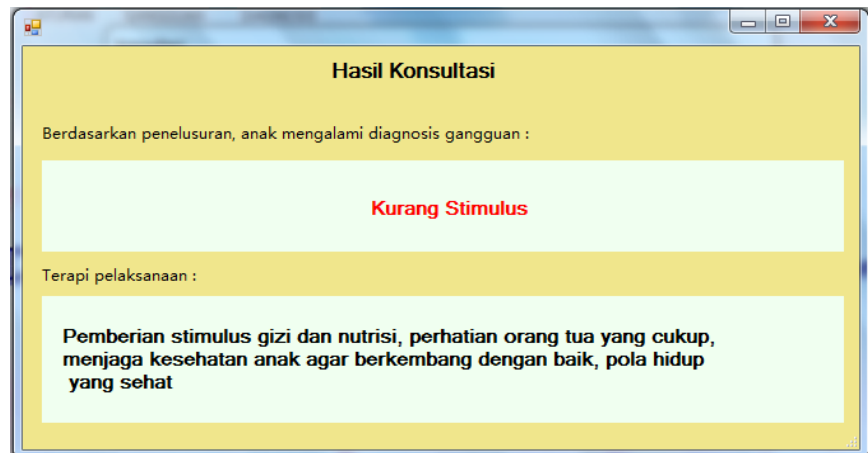 Hasil Konsultasi
Berdasarkan penelusuran, anak mengalami diagnosis gangguan :
Kurang Stimulus
Terapi pelaksanaan :
Pemberian stimulus gizi dan nutrisi, perhatian orang tua yang cukup,
menjaga kesehatan anak agar berkembang dengan baik, pola hidup
yang sehat